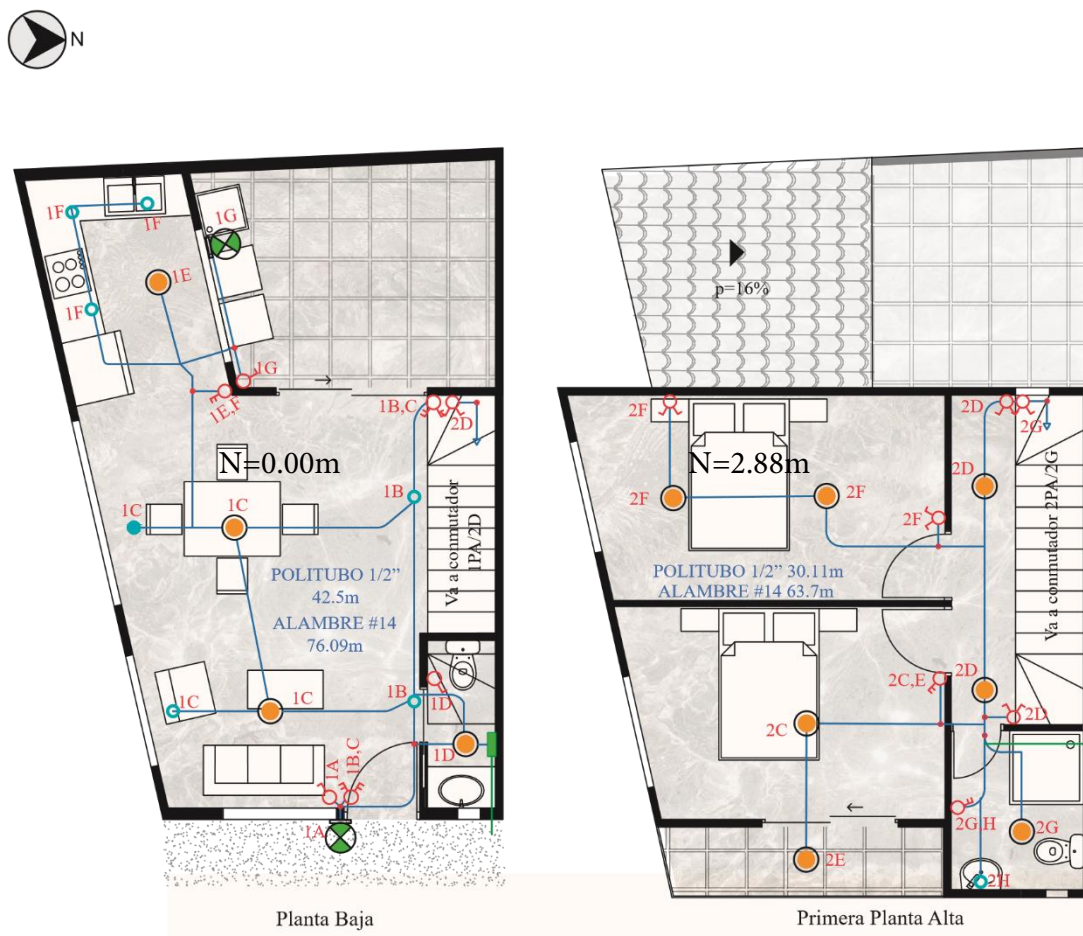 N
1F
1F
1G
1E
1F
1G
1E,F
1B,C
2D
N=0.00m
1B
1C
1C
Va a conmutador
1PA/2D
POLITUBO 1/2”
42.5m
ALAMBRE #14
76.09m
1C
1C
1B
1D
1D
1A
1B,C
1A
Planta Baja
p=16%
2F
2D
2G
N=2.88m
2D
2F
2F
2F
Va a conmutador 2PA/2G
POLITUBO 1/2” 30.11m
ALAMBRE #14 63.7m
2C,E
2D
2C
2D
2G,H
2G
2E
2H
Primera Planta Alta